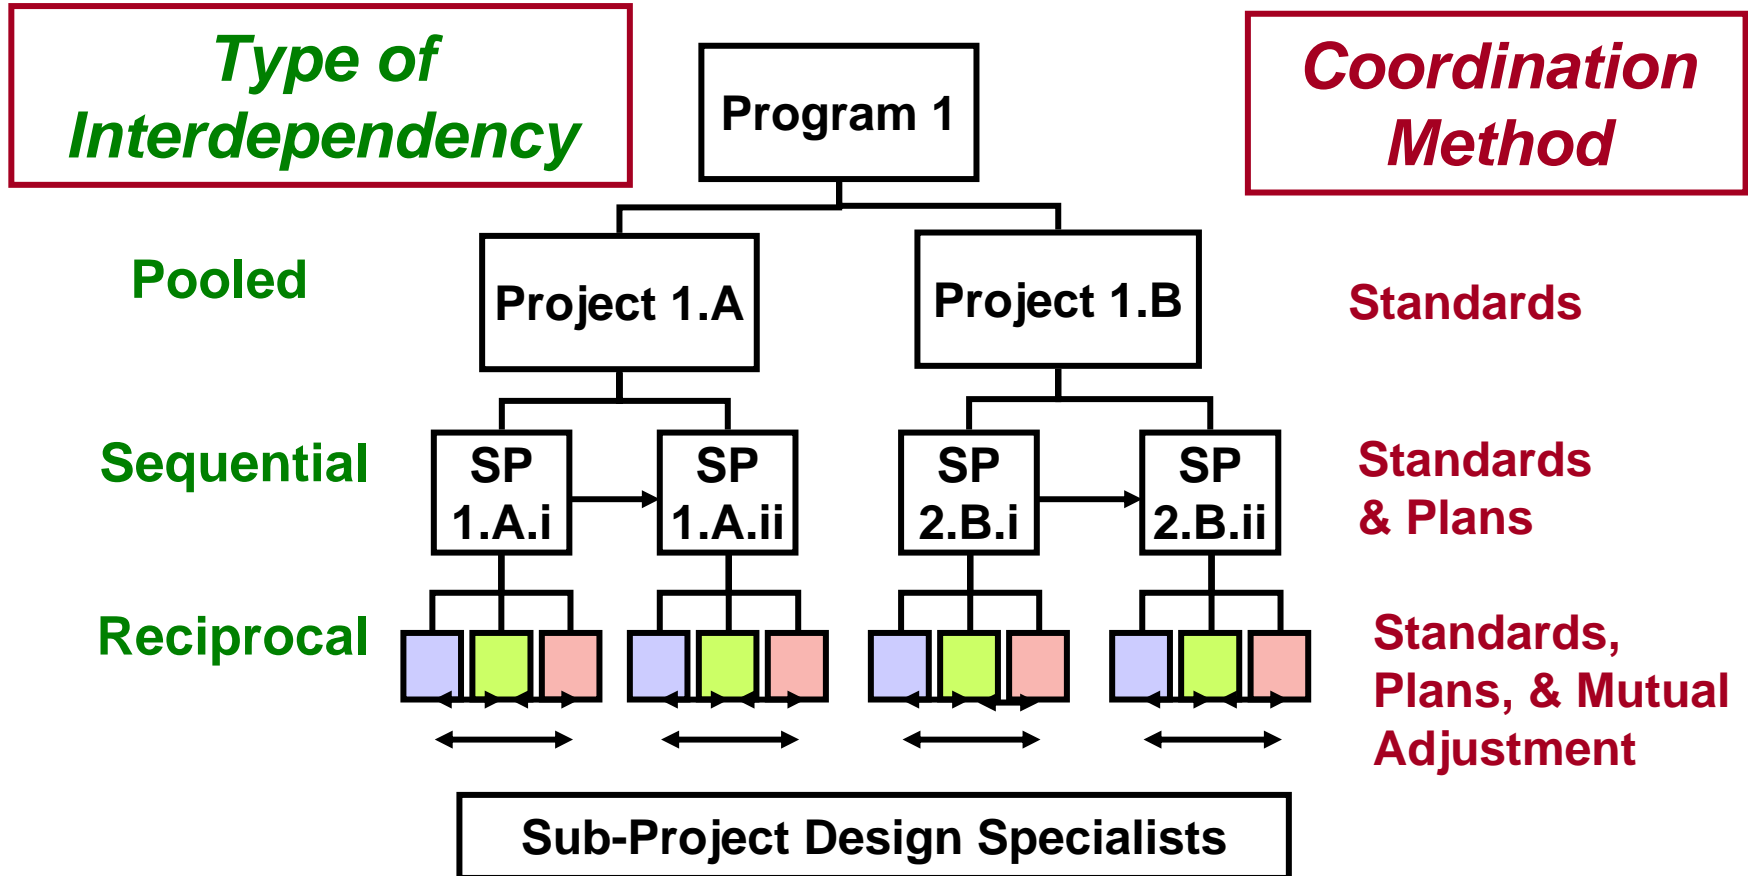 Type of
Interdependency
Program 1
Coordination
Method
Pooled
Project 1.A
Project 1.B
Standards
Sequential
SP
1.A.i
SP
1.A.ii
SP
2.B.i
SP
2.B.ii
Standards
& Plans
Reciprocal
Standards,
Plans, & Mutual
Adjustment
Sub-Project Design Specialists